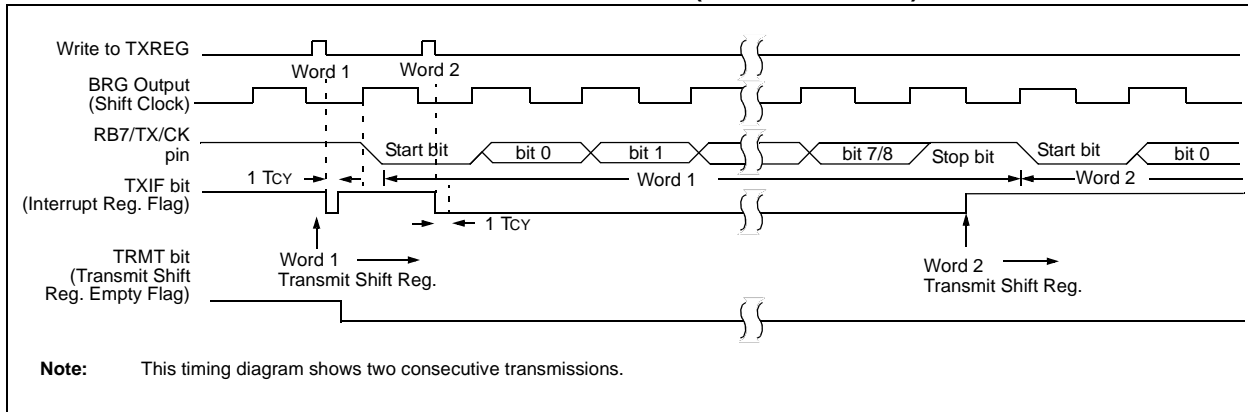 Write to TXREG
Word 1
Word 2
BRG Output
(Shift Clock)
RB7/TX/CK
pin
Start bit
bit 0
bit 1
bit 7/8
Stop bit
Start bit
bit 0
1 TCY
Word 1
Word 2
TXIF bit
(Interrupt Reg. Flag)
1 TCY
TRMT bit
(Transmit Shift
Reg. Empty Flag)
Word 1
Transmit Shift Reg.
Word 2
Transmit Shift Reg.
Note: This timing diagram shows two consecutive transmissions.